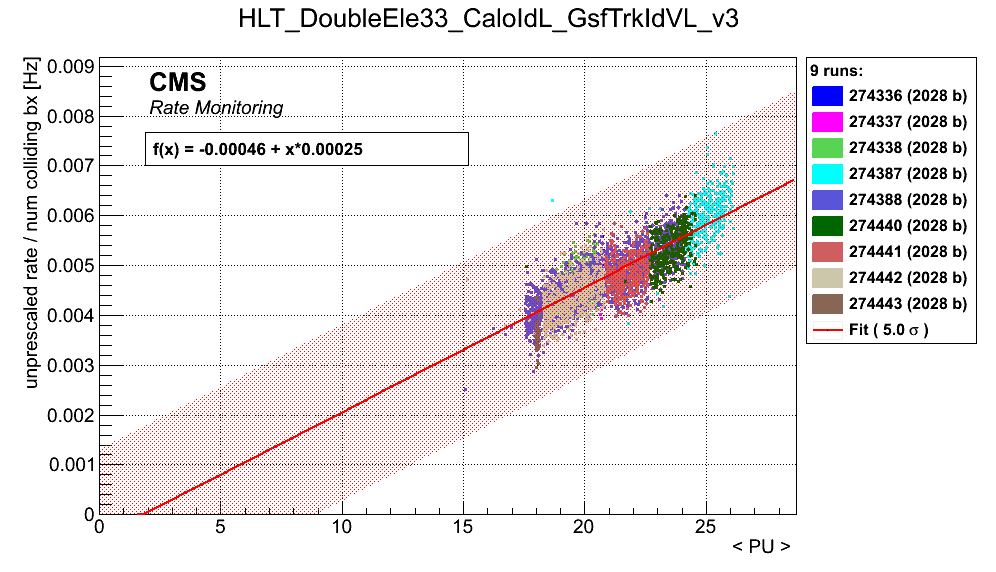 HLT_DoubleEle33_CaloIdL_GsfTrkIdVL_v3
unprescaled rate / num colliding bx [Hz]
0.009
0.008
0.007
0.006
0.005
0.004
0.003
0.002
0.001
0
CMS
Rate Monitoring
f(x) = -0.00046 + x*0.00025
0 5 10 15 20 25
< PU >
9 runs:
274336 (2028 b)
274337 (2028 b)
274338 (2028 b)
274387 (2028 b)
274388 (2028 b)
274440 (2028 b)
274441 (2028 b)
274442 (2028 b)
274443 (2028 b)
Fit ( 5.0 σ )